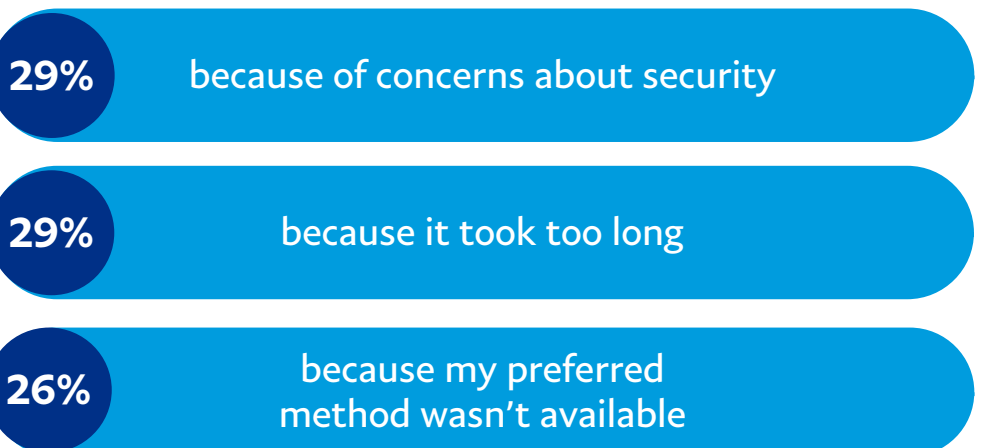 29%
because of concerns about security
29%
because it took too long
26%
because my preferred
method wasn't available